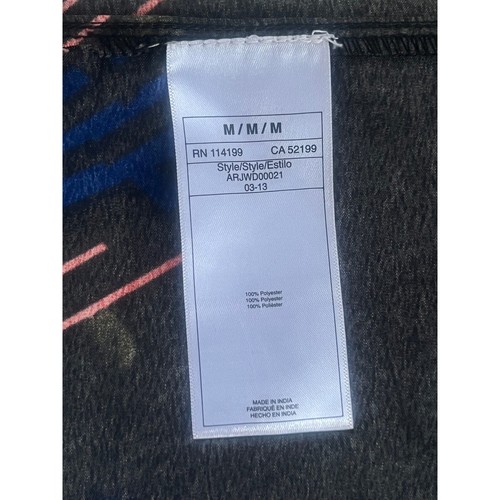 M / M / M
RN 114199 CA 52199
Style/Style/Estilo
ARJWD00021
03-13
100% Polyester
100% Polyester
100% Poliéster
MADE IN INDIA
FABRIQUÉ EN INDE
HECHO EN INDIA